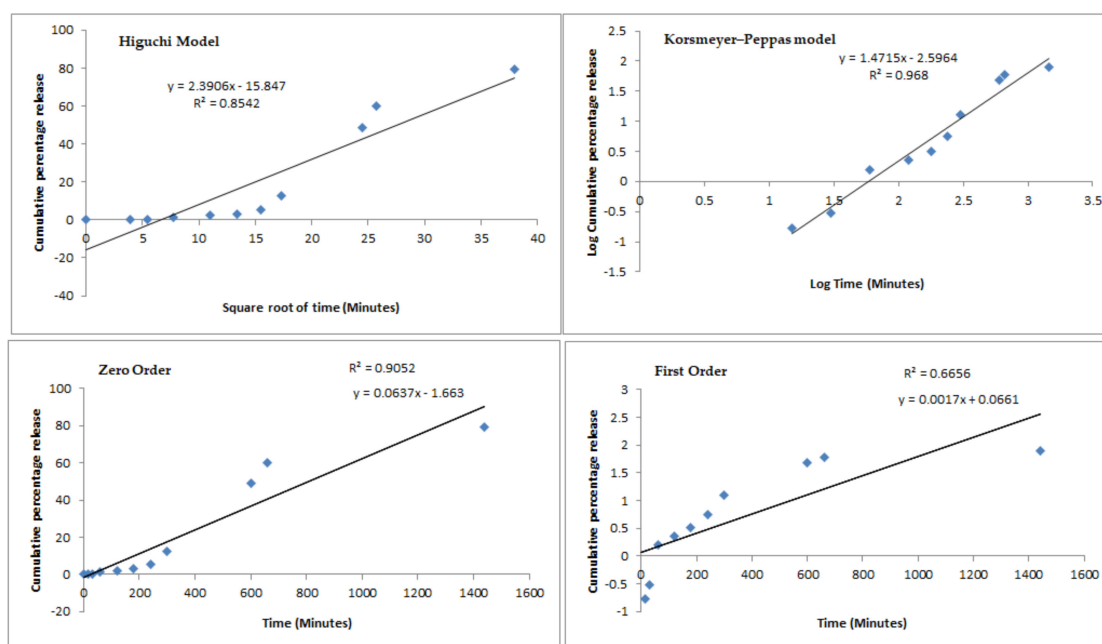 Higuchi Model
y = 2.3906x - 15.847
R² = 0.8542
Cumulative perentage release
100
80
60
40
20
0
-20
-40
0 5 10 15 20 25 30 35 40
Square root of time (Minutes)
Korsmeyer–Peppas model
y = 1.4715x - 2.5964
R² = 0.968
Log Cumulative percentage release
2.5
2
1.5
1
0.5
0
-0.5
-1
-1.5
0 0.5 1 1.5 2 2.5 3 3.5
Log Time (Minutes)
Zero Order
R² = 0.9052
y = 0.0637x - 1.663
Cumulative percentage release
100
80
60
40
20
0
-20
0 200 400 600 800 1000 1200 1400 1600
Time (Minutes)
First Order
R² = 0.6656
y = 0.0017x + 0.0661
Cumulative percentage release
3
2.5
2
1.5
1
0.5
0
-0.5
-1
0 200 400 600 800 1000 1200 1400 1600
Time (Minutes)